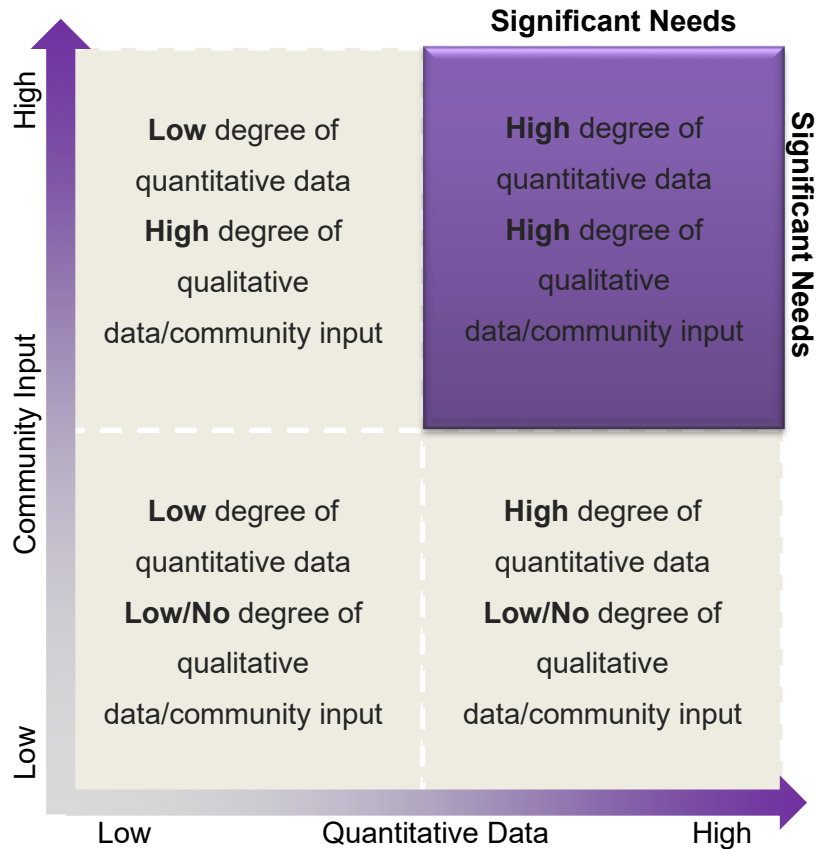 Significant Needs
Significant Needs
High
Community Input
Low
Low degree of
quantitative data
High degree of
qualitative
data/community input
High degree of
quantitative data
High degree of
qualitative
data/community input
Low degree of
quantitative data
Low/No degree of
qualitative
data/community input
High degree of
quantitative data
Low/No degree of
qualitative
data/community input
Low
Quantitative Data
High